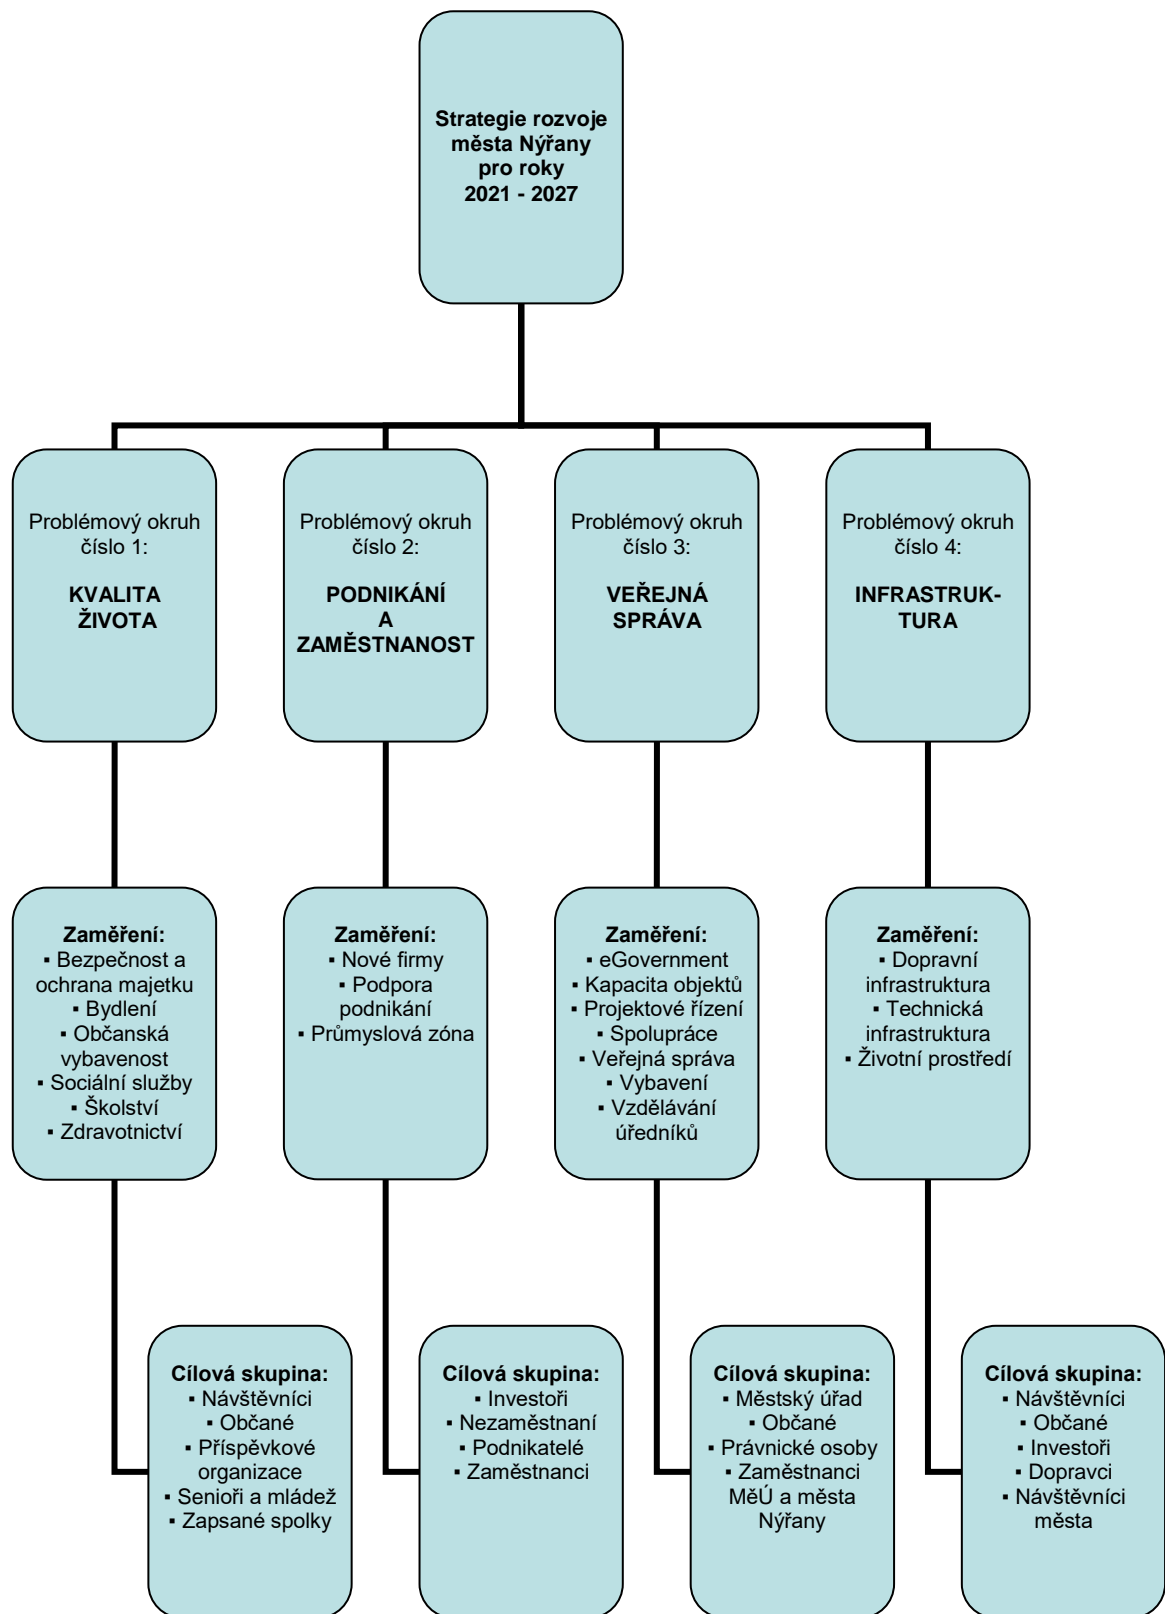 Strategie rozvoje
města Nýřany
pro roky
2021 - 2027
Problémový okruh
číslo 1:
KVALITA
ŽIVOTA
Problémový okruh
číslo 2:
PODNIKÁNÍ
A
ZAMĚSTNANOST
Problémový okruh
číslo 3:
VEŘEJNÁ
SPRÁVA
Problémový okruh
číslo 4:
INFRASTRUK-
TURA
Zaměření:
▪ Bezpečnost a
ochrana majetku
▪ Bydlení
▪ Občanská
vybavenost
▪ Sociální služby
▪ Školství
▪ Zdravotnictví
Zaměření:
▪ Nové firmy
▪ Podpora
podnikání
▪ Průmyslová zóna
Zaměření:
▪ eGovernment
▪ Kapacita objektů
▪ Projektové řízení
▪ Spolupráce
▪ Veřejná správa
▪ Vybavení
▪ Vzdělávání
úředníků
Zaměření:
▪ Dopravní
infrastruktura
▪ Technická
infrastruktura
▪ Životní prostředí
Cílová skupina:
▪ Návštěvníci
▪ Občané
▪ Příspěvkové
organizace
▪ Senioři a mládež
▪ Zapsané spolky
Cílová skupina:
▪ Investoři
▪ Nezaměstnaní
▪ Podnikatelé
▪ Zaměstnanci
Cílová skupina:
▪ Městský úřad
▪ Občané
▪ Právnické osoby
▪ Zaměstnanci
MěÚ a města
Nýřany
Cílová skupina:
▪ Návštěvníci
▪ Občané
▪ Investoři
▪ Dopravci
▪ Návštěvníci
města